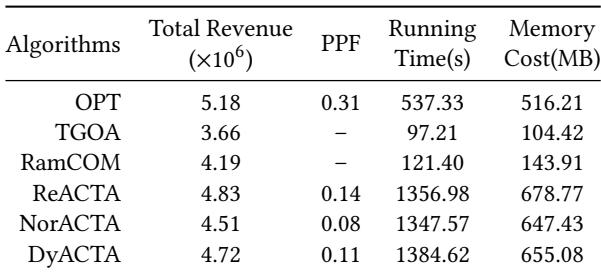 Algorithms Total Revenue (×10⁶) PPF Running Time(s) Memory Cost(MB)
OPT 5.18 0.31 537.33 516.21
TGOA 3.66 – 97.21 104.42
RamCOM 4.19 – 121.40 143.91
ReACTA 4.83 0.14 1356.98 678.77
NorACTA 4.51 0.08 1347.57 647.43
DyACTA 4.72 0.11 1384.62 655.08